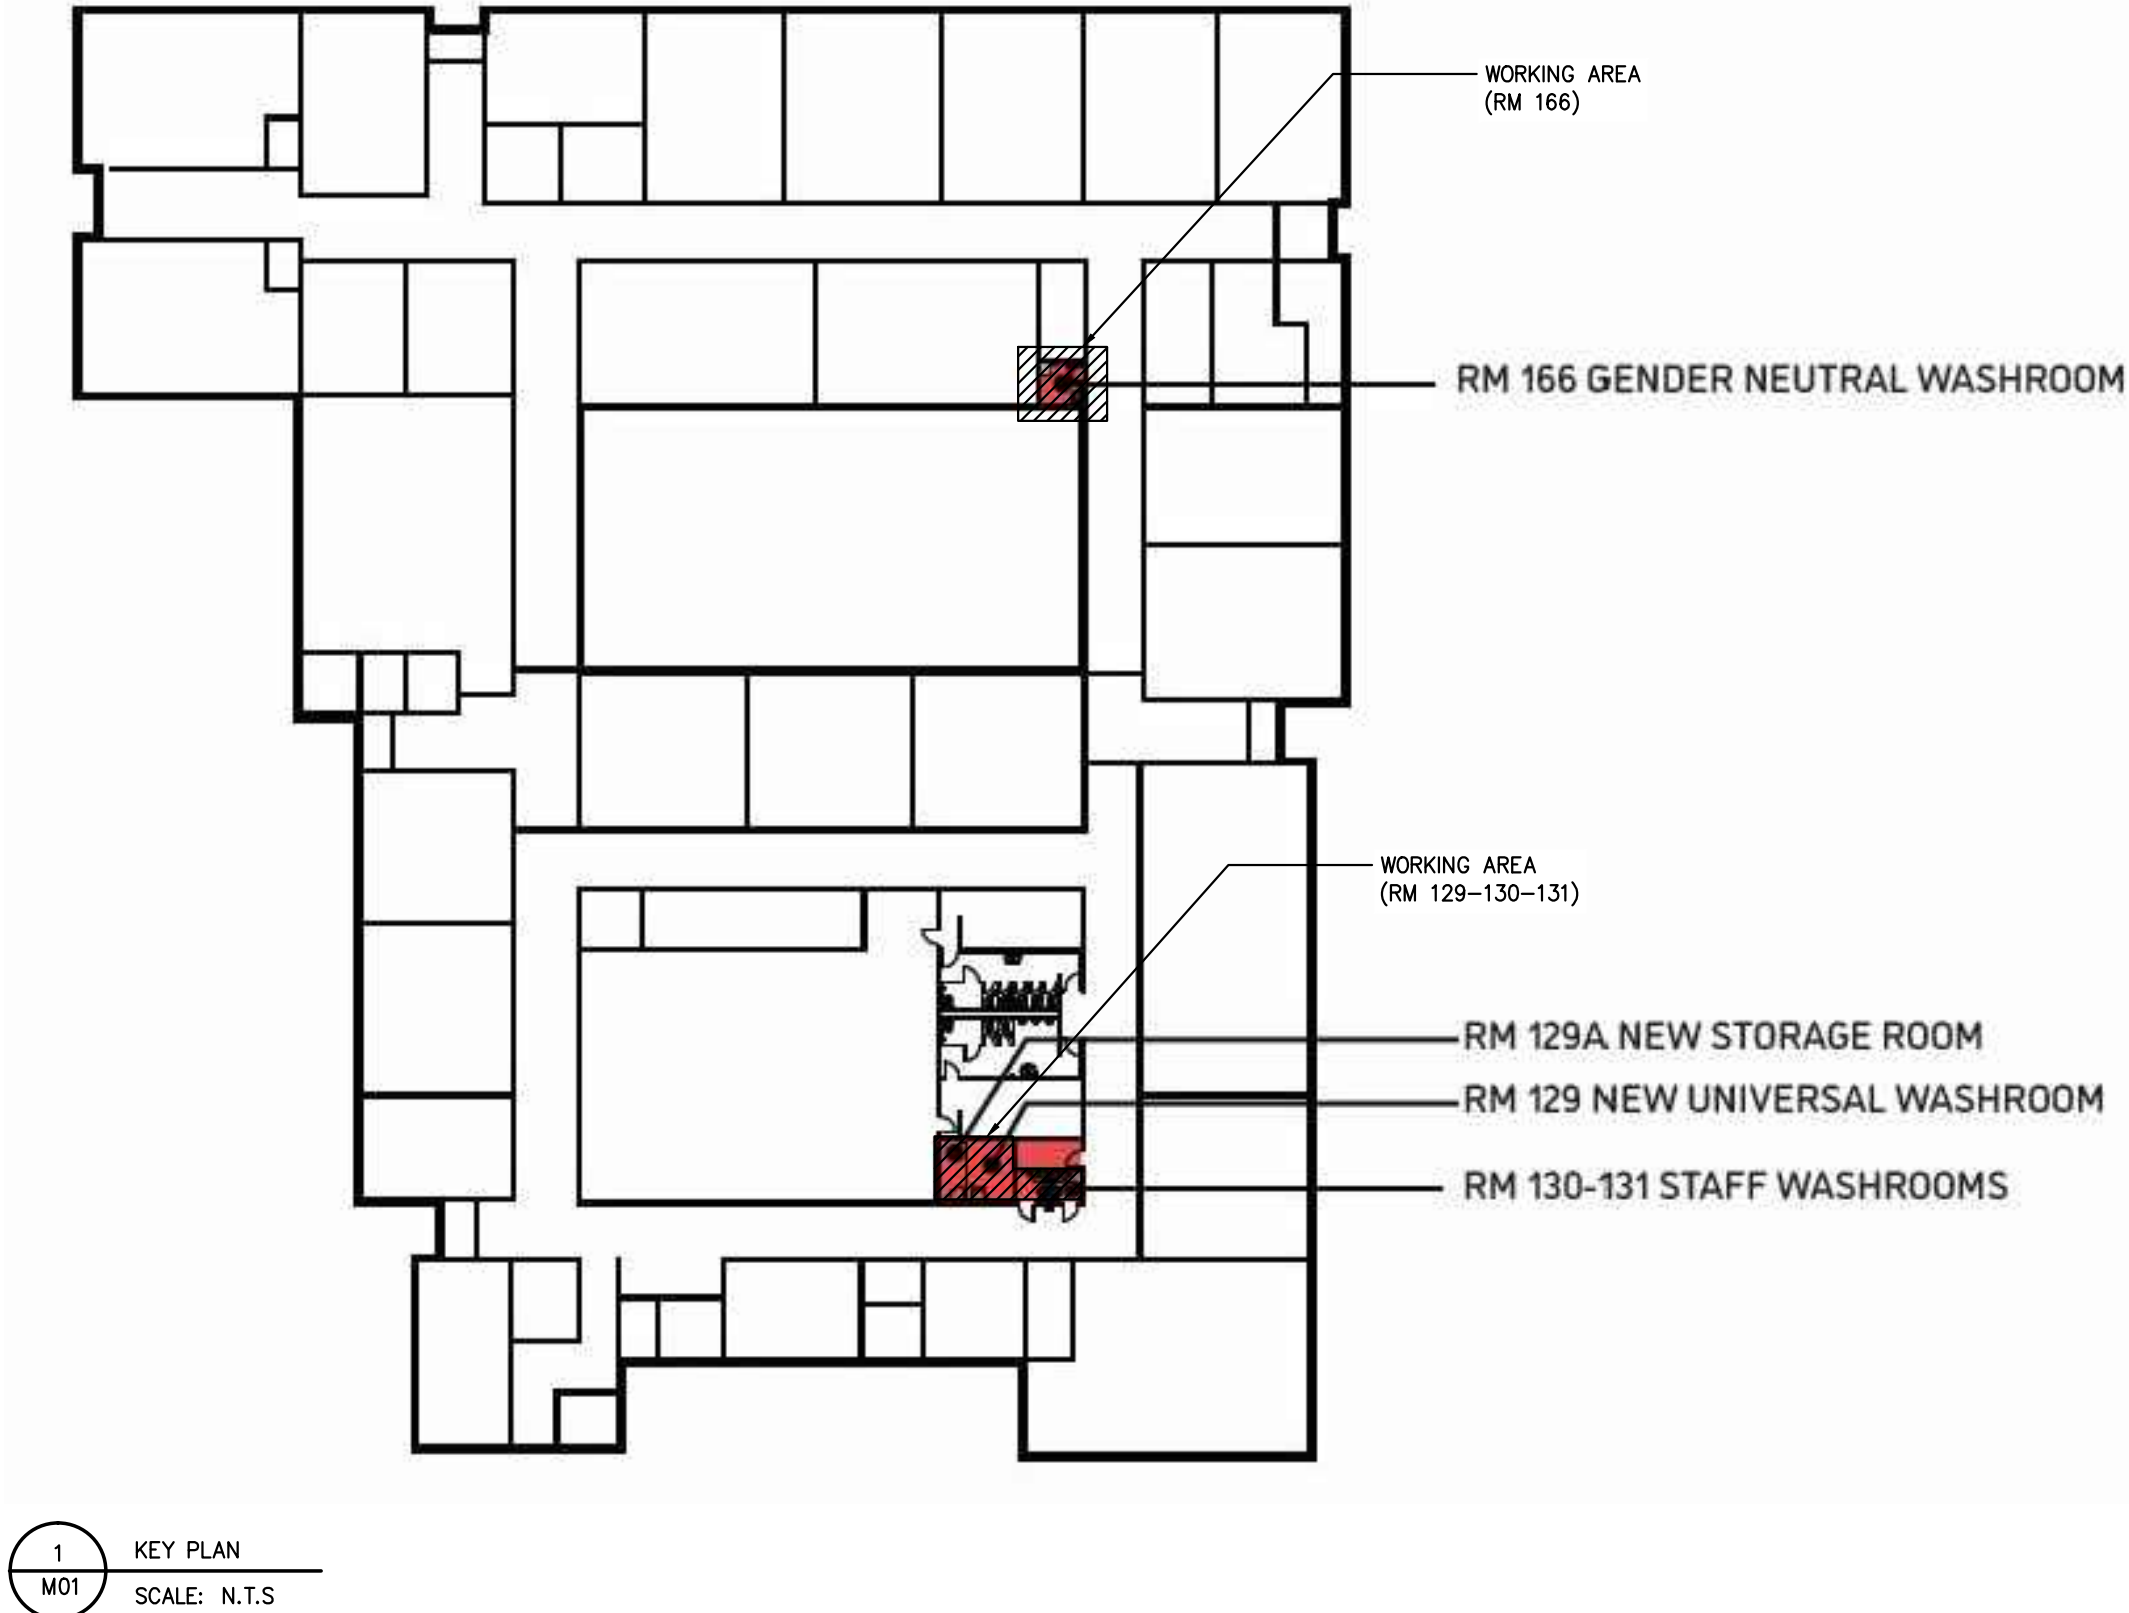 WORKING AREA
(RM 166)
RM 166 GENDER NEUTRAL WASHROOM
WORKING AREA
(RM 129-130-131)
RM 129A NEW STORAGE ROOM
RM 129 NEW UNIVERSAL WASHROOM
RM 130-131 STAFF WASHROOMS
1
M01
KEY PLAN
SCALE: N.T.S